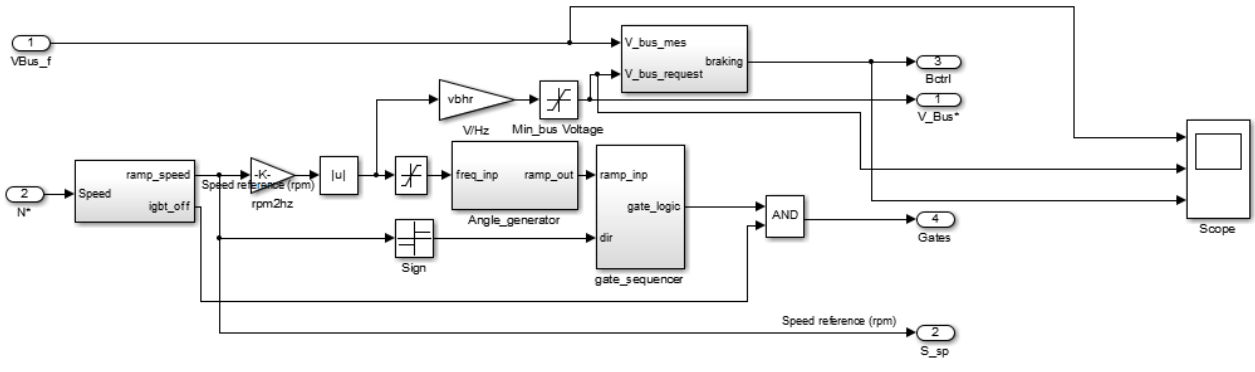 1
VBus_f
V_bus_mes
V_bus_request
braking
3
Bctrl
1
V_Bus*
vbhr
V/Hz
Min_bus Voltage
2
N*
Speed
ramp_speed
igbt_off
Speed reference (rpm)
-K-
rpm2hz
|u|
freq_inp
ramp_out
Angle_generator
Sign
ramp_inp
gate_logic
dir
gate_sequencer
AND
4
Gates
Scope
Speed reference (rpm)
2
S_sp